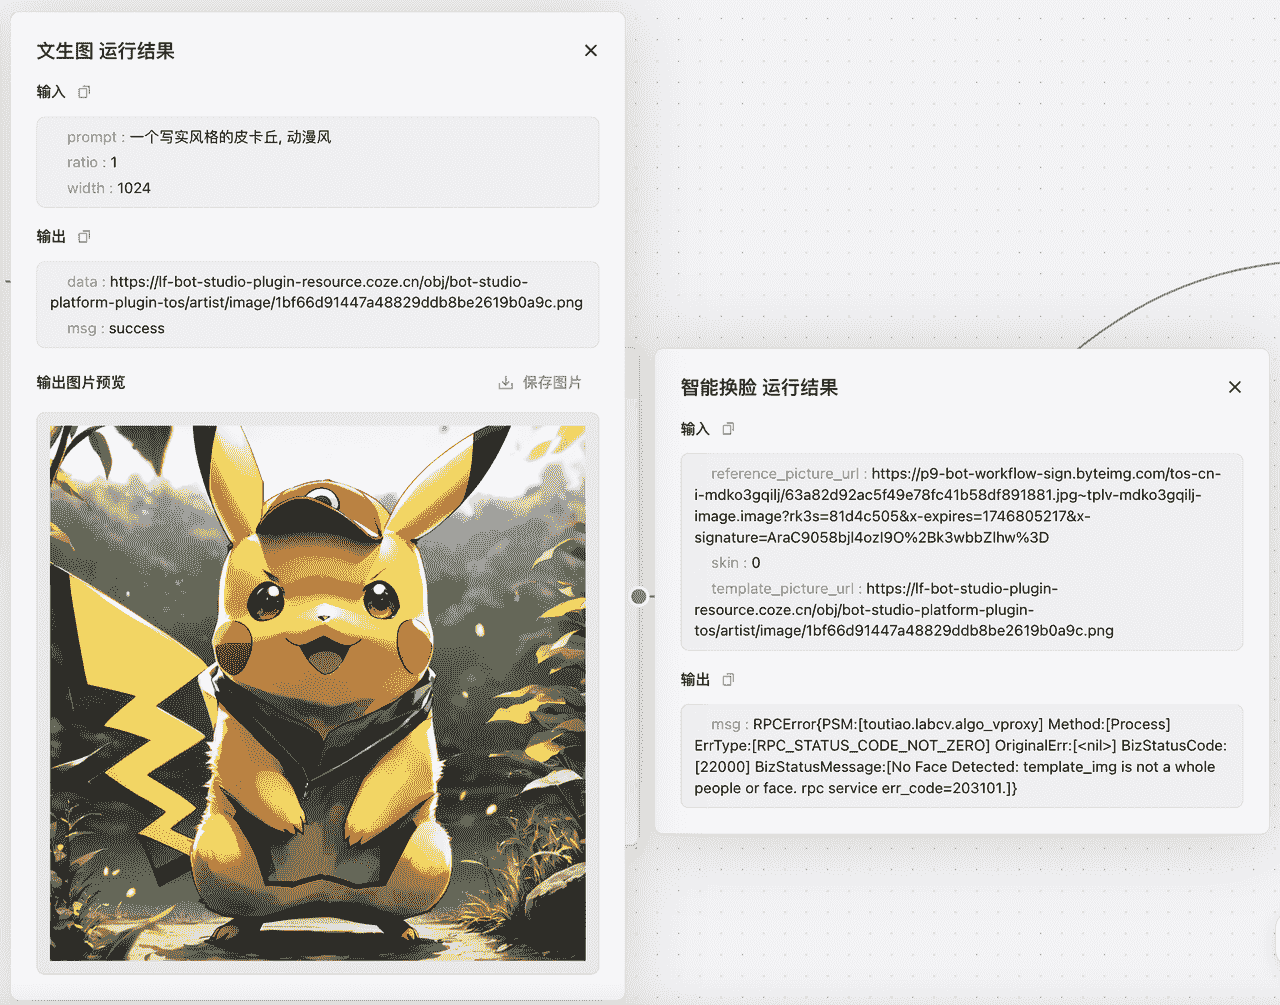 文生图 运行结果
输入
prompt : 一个写实风格的皮卡丘, 动漫风
ratio : 1
width : 1024
输出
data : https://lf-bot-studio-plugin-resource.coze.cn/obj/bot-studio-
platform-plugin-tos/artist/image/1bf66d91447a48829ddb8be2619b0a9c.png
msg : success
输出图片预览
保存图片
智能换脸 运行结果
输入
reference_picture_url : https://p9-bot-workflow-sign.byteimg.com/tos-cn-
i-mdko3gqilj/63a82d92ac5f49e78fc41b58df891881.jpg~tplv-mdko3gqilj-
image.image?rk3s=81d4c505&x-expires=1746805217&x-
signature=AraC9058bjl4ozI9O%2Bk3wbbZlhw%3D
skin : 0
template_picture_url : https://lf-bot-studio-plugin-
resource.coze.cn/obj/bot-studio-platform-plugin-
tos/artist/image/1bf66d91447a48829ddb8be2619b0a9c.png
输出
msg : RPCError{PSM:[toutiao.labcv.algo_vproxy] Method:[Process]
ErrType:[RPC_STATUS_CODE_NOT_ZERO] OriginalErr:[<nil>] BizStatusCode:
[22000] BizStatusMessage:[No Face Detected: template_img is not a whole
people or face. rpc service err_code=203101.]}